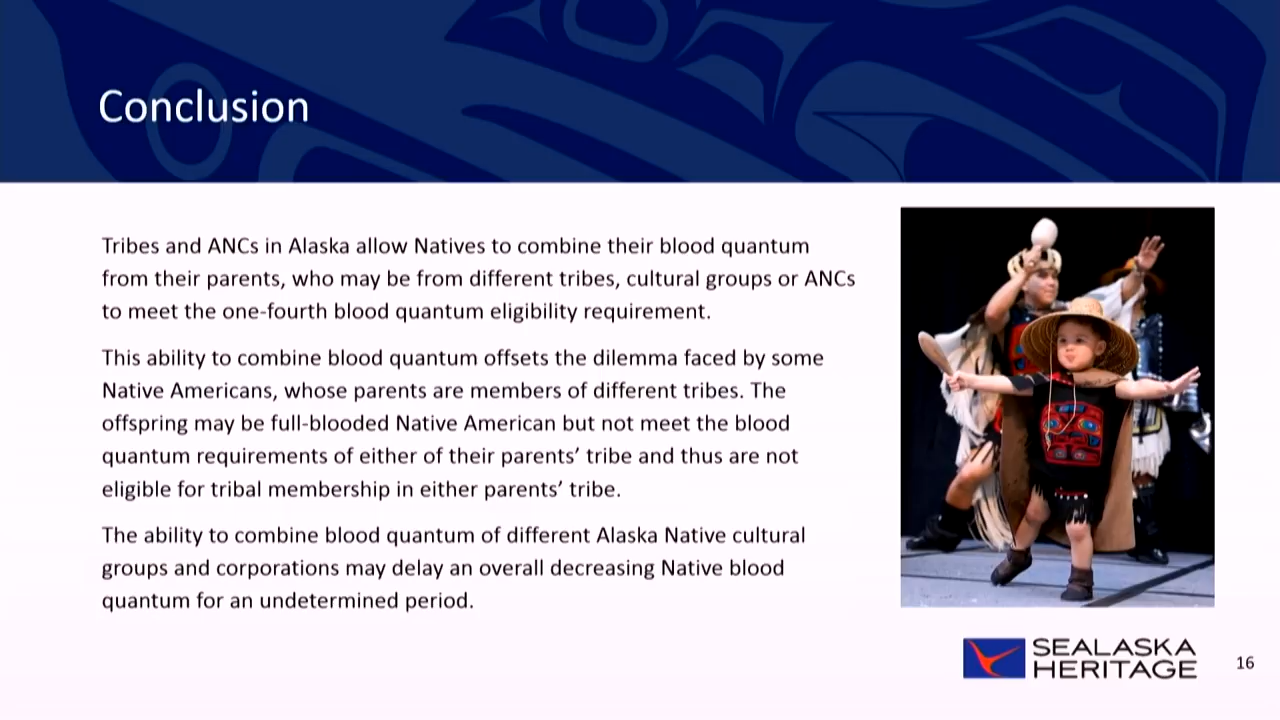 Conclusion
Tribes and ANCs in Alaska allow Natives to combine their blood quantum
from their parents, who may be from different tribes, cultural groups or ANCs
to meet the one-fourth blood quantum eligibility requirement.
This ability to combine blood quantum offsets the dilemma faced by some
Native Americans, whose parents are members of different tribes. The
offspring may be full-blooded Native American but not meet the blood
quantum requirements of either of their parents’ tribe and thus are not
eligible for tribal membership in either parents’ tribe.
The ability to combine blood quantum of different Alaska Native cultural
groups and corporations may delay an overall decreasing Native blood
quantum for an undetermined period.
SEALASKA
HERITAGE
16